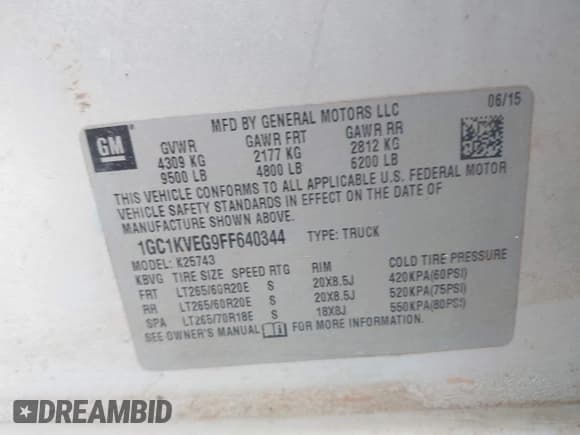 MFD BY GENERAL MOTORS LLC 06/15
GM
GVWR GAWR FRT GAWR RR
4309 KG 2177 KG 2812 KG
9500 LB 4800 LB 6200 LB
THIS VEHICLE CONFORMS TO ALL APPLICABLE U.S. FEDERAL MOTOR
VEHICLE SAFETY STANDARDS IN EFFECT ON THE DATE OF
MANUFACTURE SHOWN ABOVE.
1GC1KVEG9FF640344 TYPE: TRUCK
MODEL: K25743
KBVG TIRE SIZE SPEED RTG RIM COLD TIRE PRESSURE
FRT LT265/60R20E S 20X8.5J 420KPA(60PSI)
RR LT265/60R20E S 20X8.5J 520KPA(75PSI)
SPA LT265/70R18E S 18X8J 550KPA(80PSI)
SEE OWNER'S MANUAL FOR MORE INFORMATION.
DREAMBID